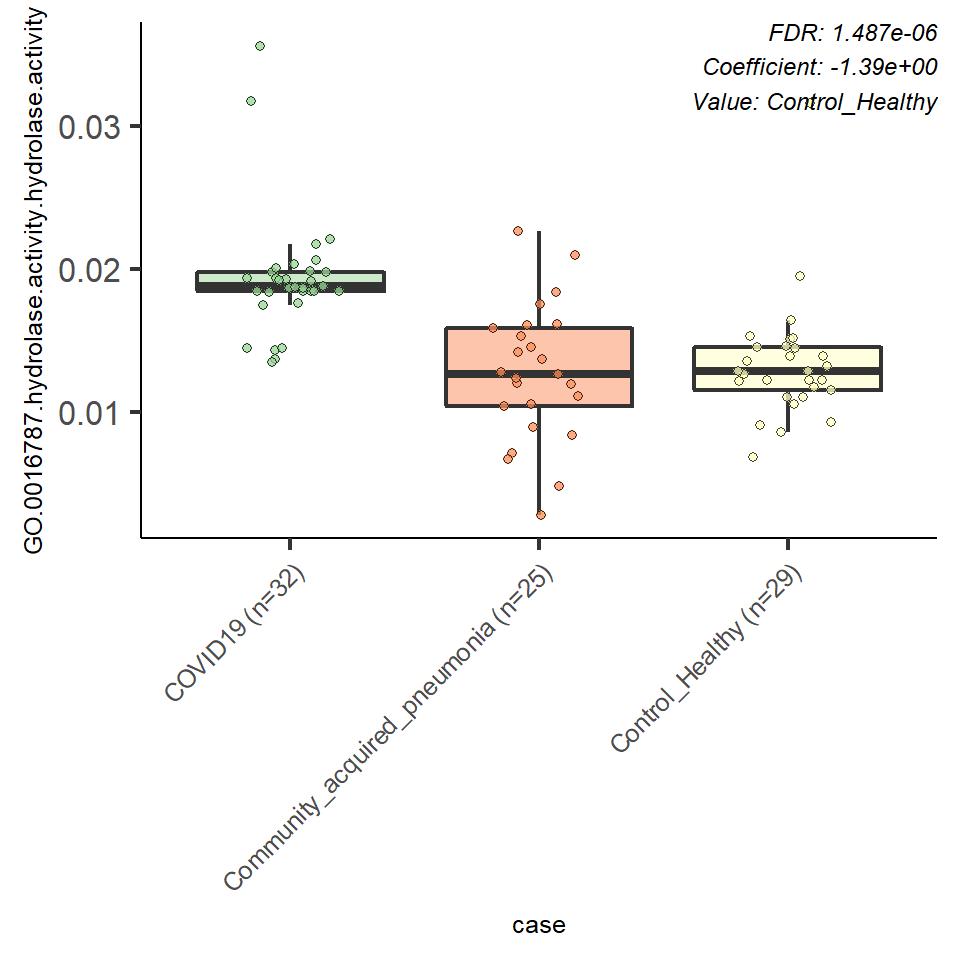 FDR: 1.487e-06
Coefficient: -1.39e+00
Value: Control_Healthy
GO.0016787.hydrolase.activity.hydrolase.activity
0.03
0.02
0.01
COVID19 (n=32)
Community_acquired_pneumonia (n=25)
Control_Healthy (n=29)
case